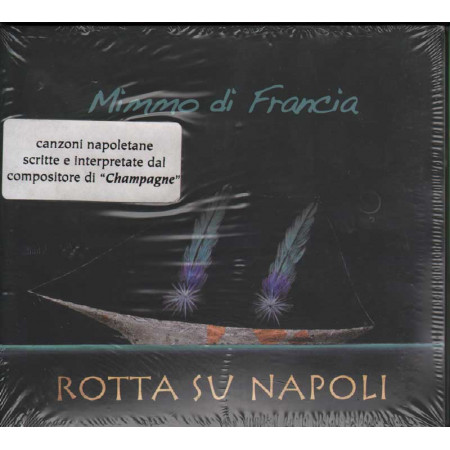 Mimmo di Francia
canzoni napoletane
scritte e interpretate dal
compositore di "Champagne"
ROTTA SU NAPOLI